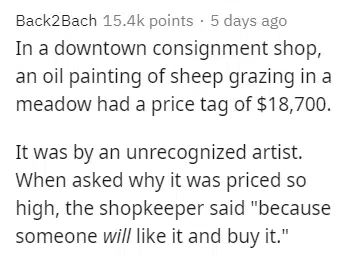 Back2Bach 15.4k points · 5 days ago
In a downtown consignment shop,
an oil painting of sheep grazing in a
meadow had a price tag of $18,700.
It was by an unrecognized artist.
When asked why it was priced so
high, the shopkeeper said "because
someone will like it and buy it."